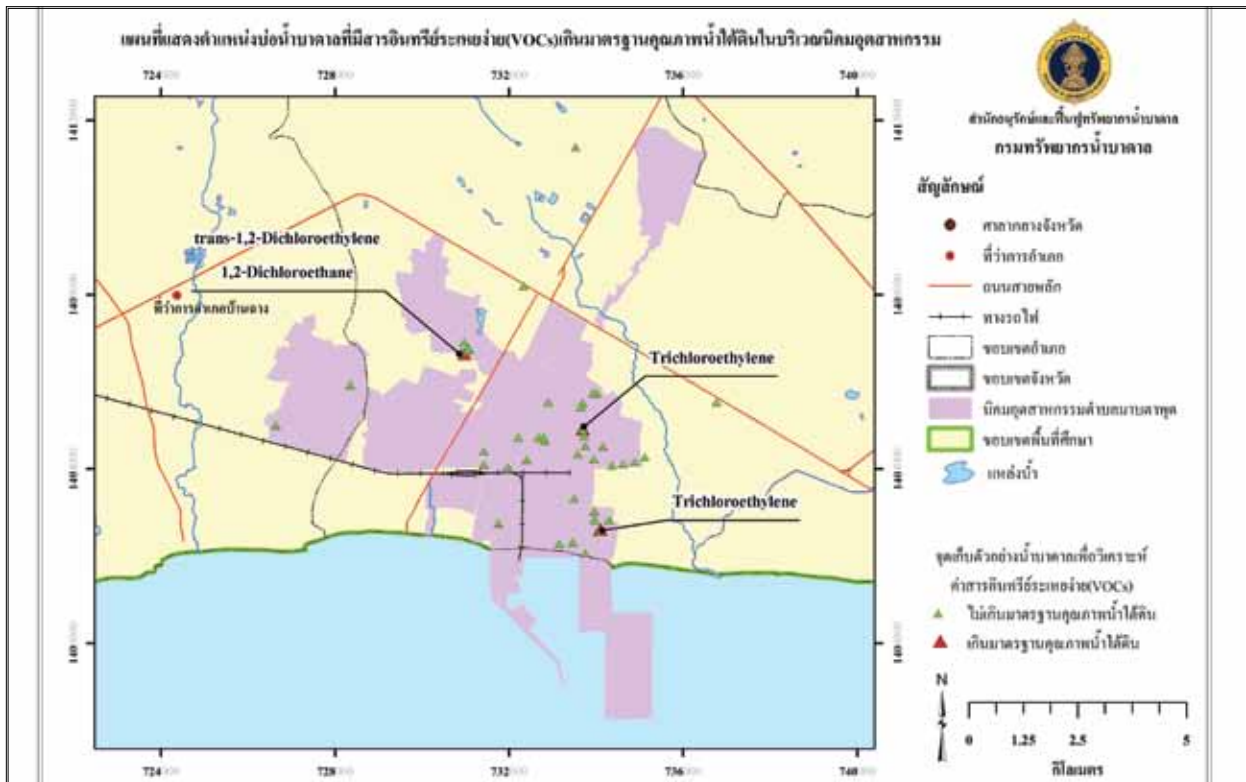 แผนที่แสดงตำแหน่งบ่อน้ำบาดาลที่มีสารอินทรีย์ระเหยง่าย(VOCs)เกินมาตรฐานคุณภาพน้ำใต้ดินในบริเวณนิคมอุตสาหกรรม
724000 728000 732000 736000 740000
สำนักอนุรักษ์และฟื้นฟูทรัพยากรน้ำบาดาล
กรมทรัพยากรน้ำบาดาล
สัญลักษณ์
ศาลากลางจังหวัด
ที่ว่าการอำเภอ
ถนนสายหลัก
ทางรถไฟ
ขอบเขตอำเภอ
ขอบเขตจังหวัด
นิคมอุตสาหกรรมตำบลมาบตาพุด
ขอบเขตพื้นที่ศึกษา
แหล่งน้ำ
trans-1,2-Dichloroethylene
1,2-Dichloroethane
ที่ว่าการอำเภอบ้านฉาง
Trichloroethylene
Trichloroethylene
จุดเก็บตัวอย่างน้ำบาดาลเพื่อวิเคราะห์
ค่าสารอินทรีย์ระเหยง่าย(VOCs)
ไม่เกินมาตรฐานคุณภาพน้ำใต้ดิน
เกินมาตรฐานคุณภาพน้ำใต้ดิน
N
0 1.25 2.5 5
กิโลเมตร
724000 728000 732000 736000 740000